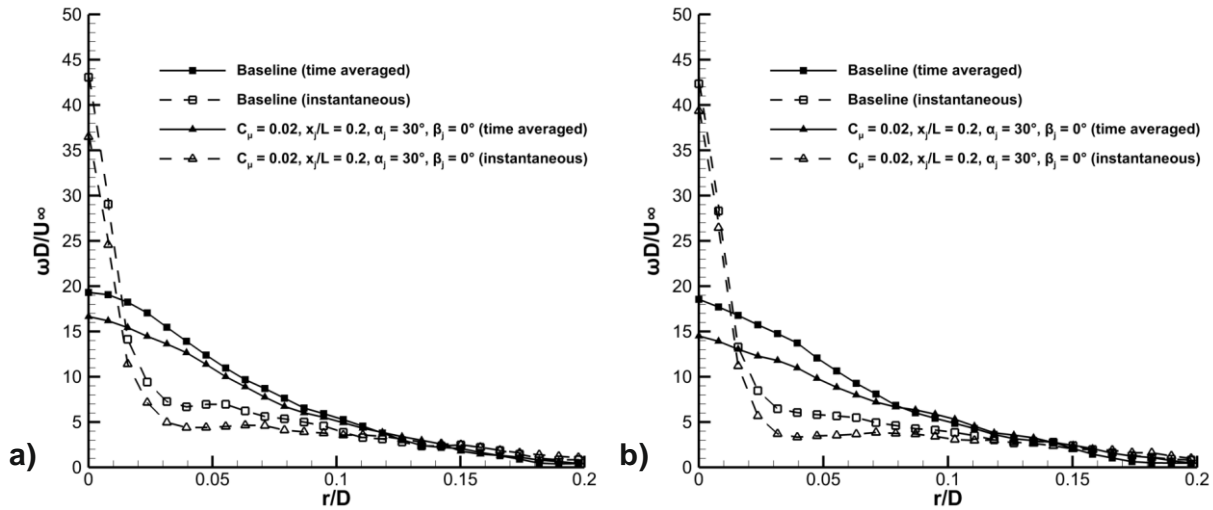 50
45
40
35
30
25
20
15
10
5
0
ωD/U∞
Baseline (time averaged)
Baseline (instantaneous)
Cμ = 0.02, xj/L = 0.2, αj = 30°, βj = 0° (time averaged)
Cμ = 0.02, xj/L = 0.2, αj = 30°, βj = 0° (instantaneous)
0 0.05 0.1 0.15 0.2
r/D
a)
50
45
40
35
30
25
20
15
10
5
0
ωD/U∞
Baseline (time averaged)
Baseline (instantaneous)
Cμ = 0.02, xj/L = 0.2, αj = 30°, βj = 0° (time averaged)
Cμ = 0.02, xj/L = 0.2, αj = 30°, βj = 0° (instantaneous)
0 0.05 0.1 0.15 0.2
r/D
b)